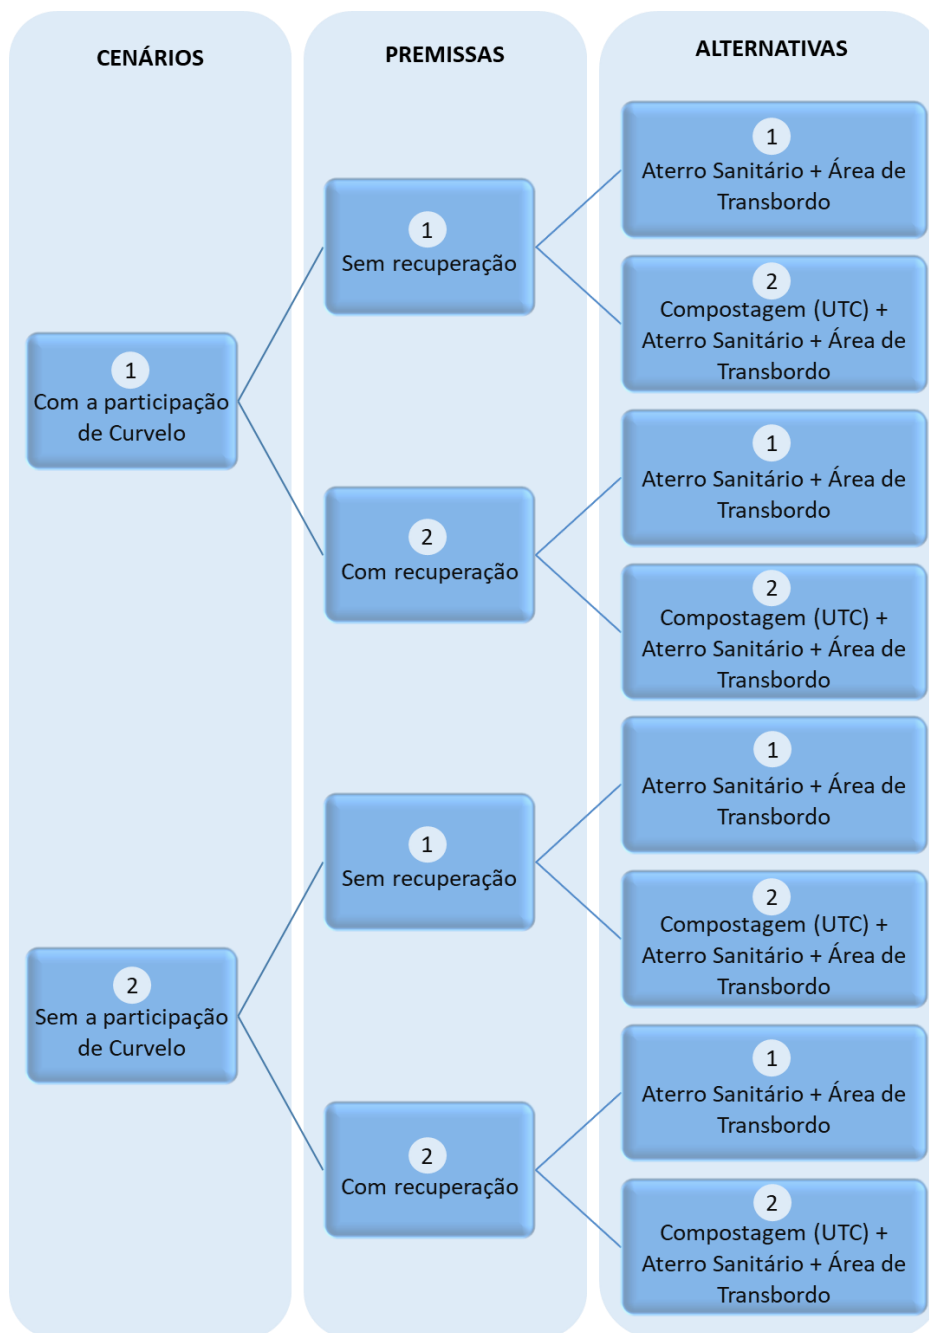 CENÁRIOS
PREMISSAS
ALTERNATIVAS
1
Com a participação
de Curvelo
1
Sem recuperação
1
Aterro Sanitário + Área de
Transbordo
2
Compostagem (UTC) +
Aterro Sanitário + Área de
Transbordo
2
Com recuperação
1
Aterro Sanitário + Área de
Transbordo
2
Compostagem (UTC) +
Aterro Sanitário + Área de
Transbordo
2
Sem a participação
de Curvelo
1
Sem recuperação
1
Aterro Sanitário + Área de
Transbordo
2
Compostagem (UTC) +
Aterro Sanitário + Área de
Transbordo
2
Com recuperação
1
Aterro Sanitário + Área de
Transbordo
2
Compostagem (UTC) +
Aterro Sanitário + Área de
Transbordo